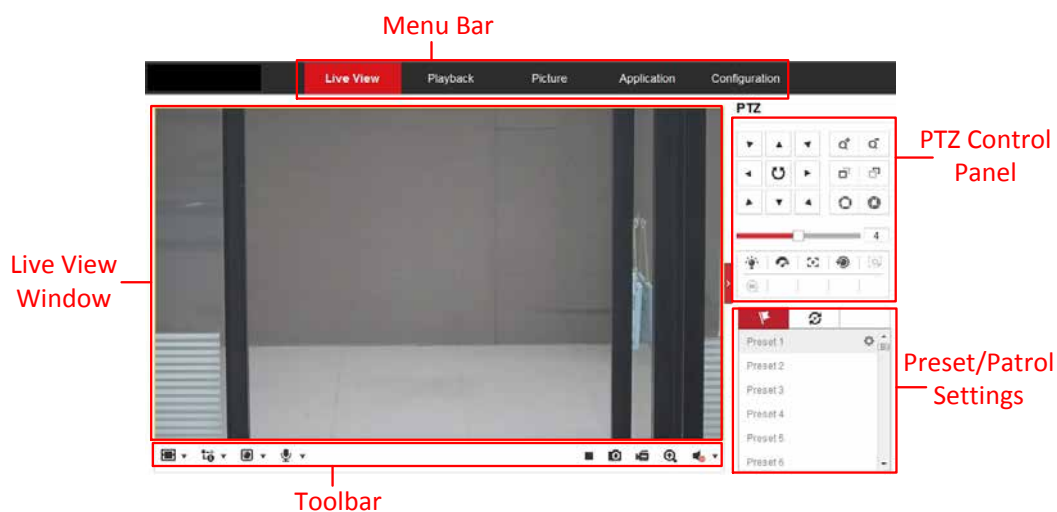 Menu Bar
Live View Playback Picture Application Configuration
PTZ
PTZ Control
Panel
4
Live View
Window
Preset 1
Preset 2
Preset 3
Preset 4
Preset 5
Preset 6
Preset/Patrol
Settings
Toolbar